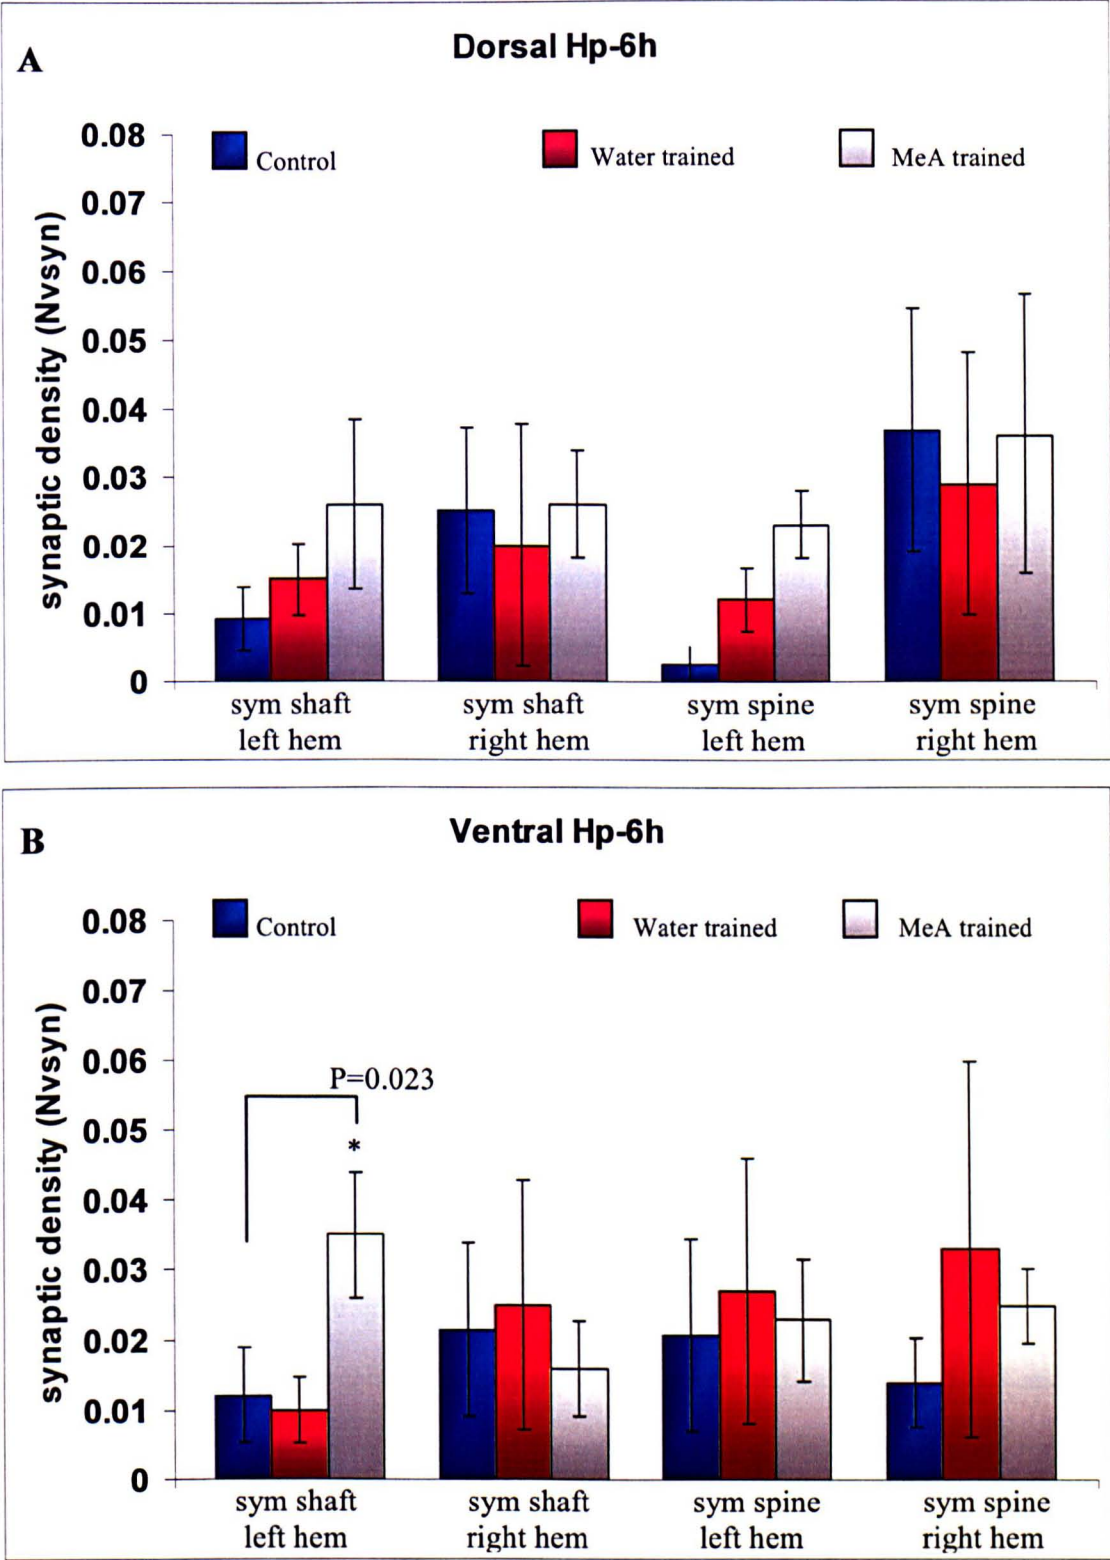 A
Dorsal Hp-6h
Control
Water trained
MeA trained
synaptic density (Nvsyn)
0.08
0.07
0.06
0.05
0.04
0.03
0.02
0.01
0
sym shaft left hem
sym shaft right hem
sym spine left hem
sym spine right hem
B
Ventral Hp-6h
Control
Water trained
MeA trained
synaptic density (Nvsyn)
0.08
0.07
0.06
0.05
0.04
0.03
0.02
0.01
0
P=0.023
*
sym shaft left hem
sym shaft right hem
sym spine left hem
sym spine right hem